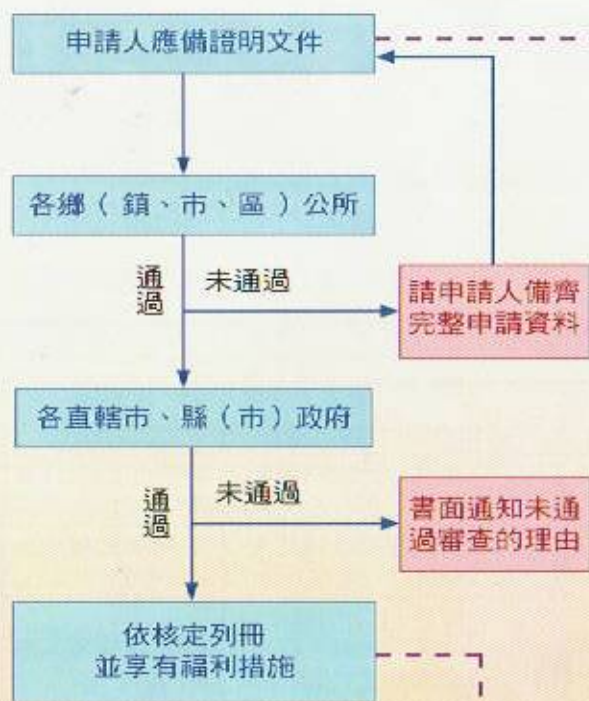 申請人應備證明文件
各鄉（鎮、市、區）公所
通過
未通過
請申請人備齊
完整申請資料
各直轄市、縣（市）政府
通過
未通過
書面通知未通
過審查的理由
依核定列冊
並享有福利措施